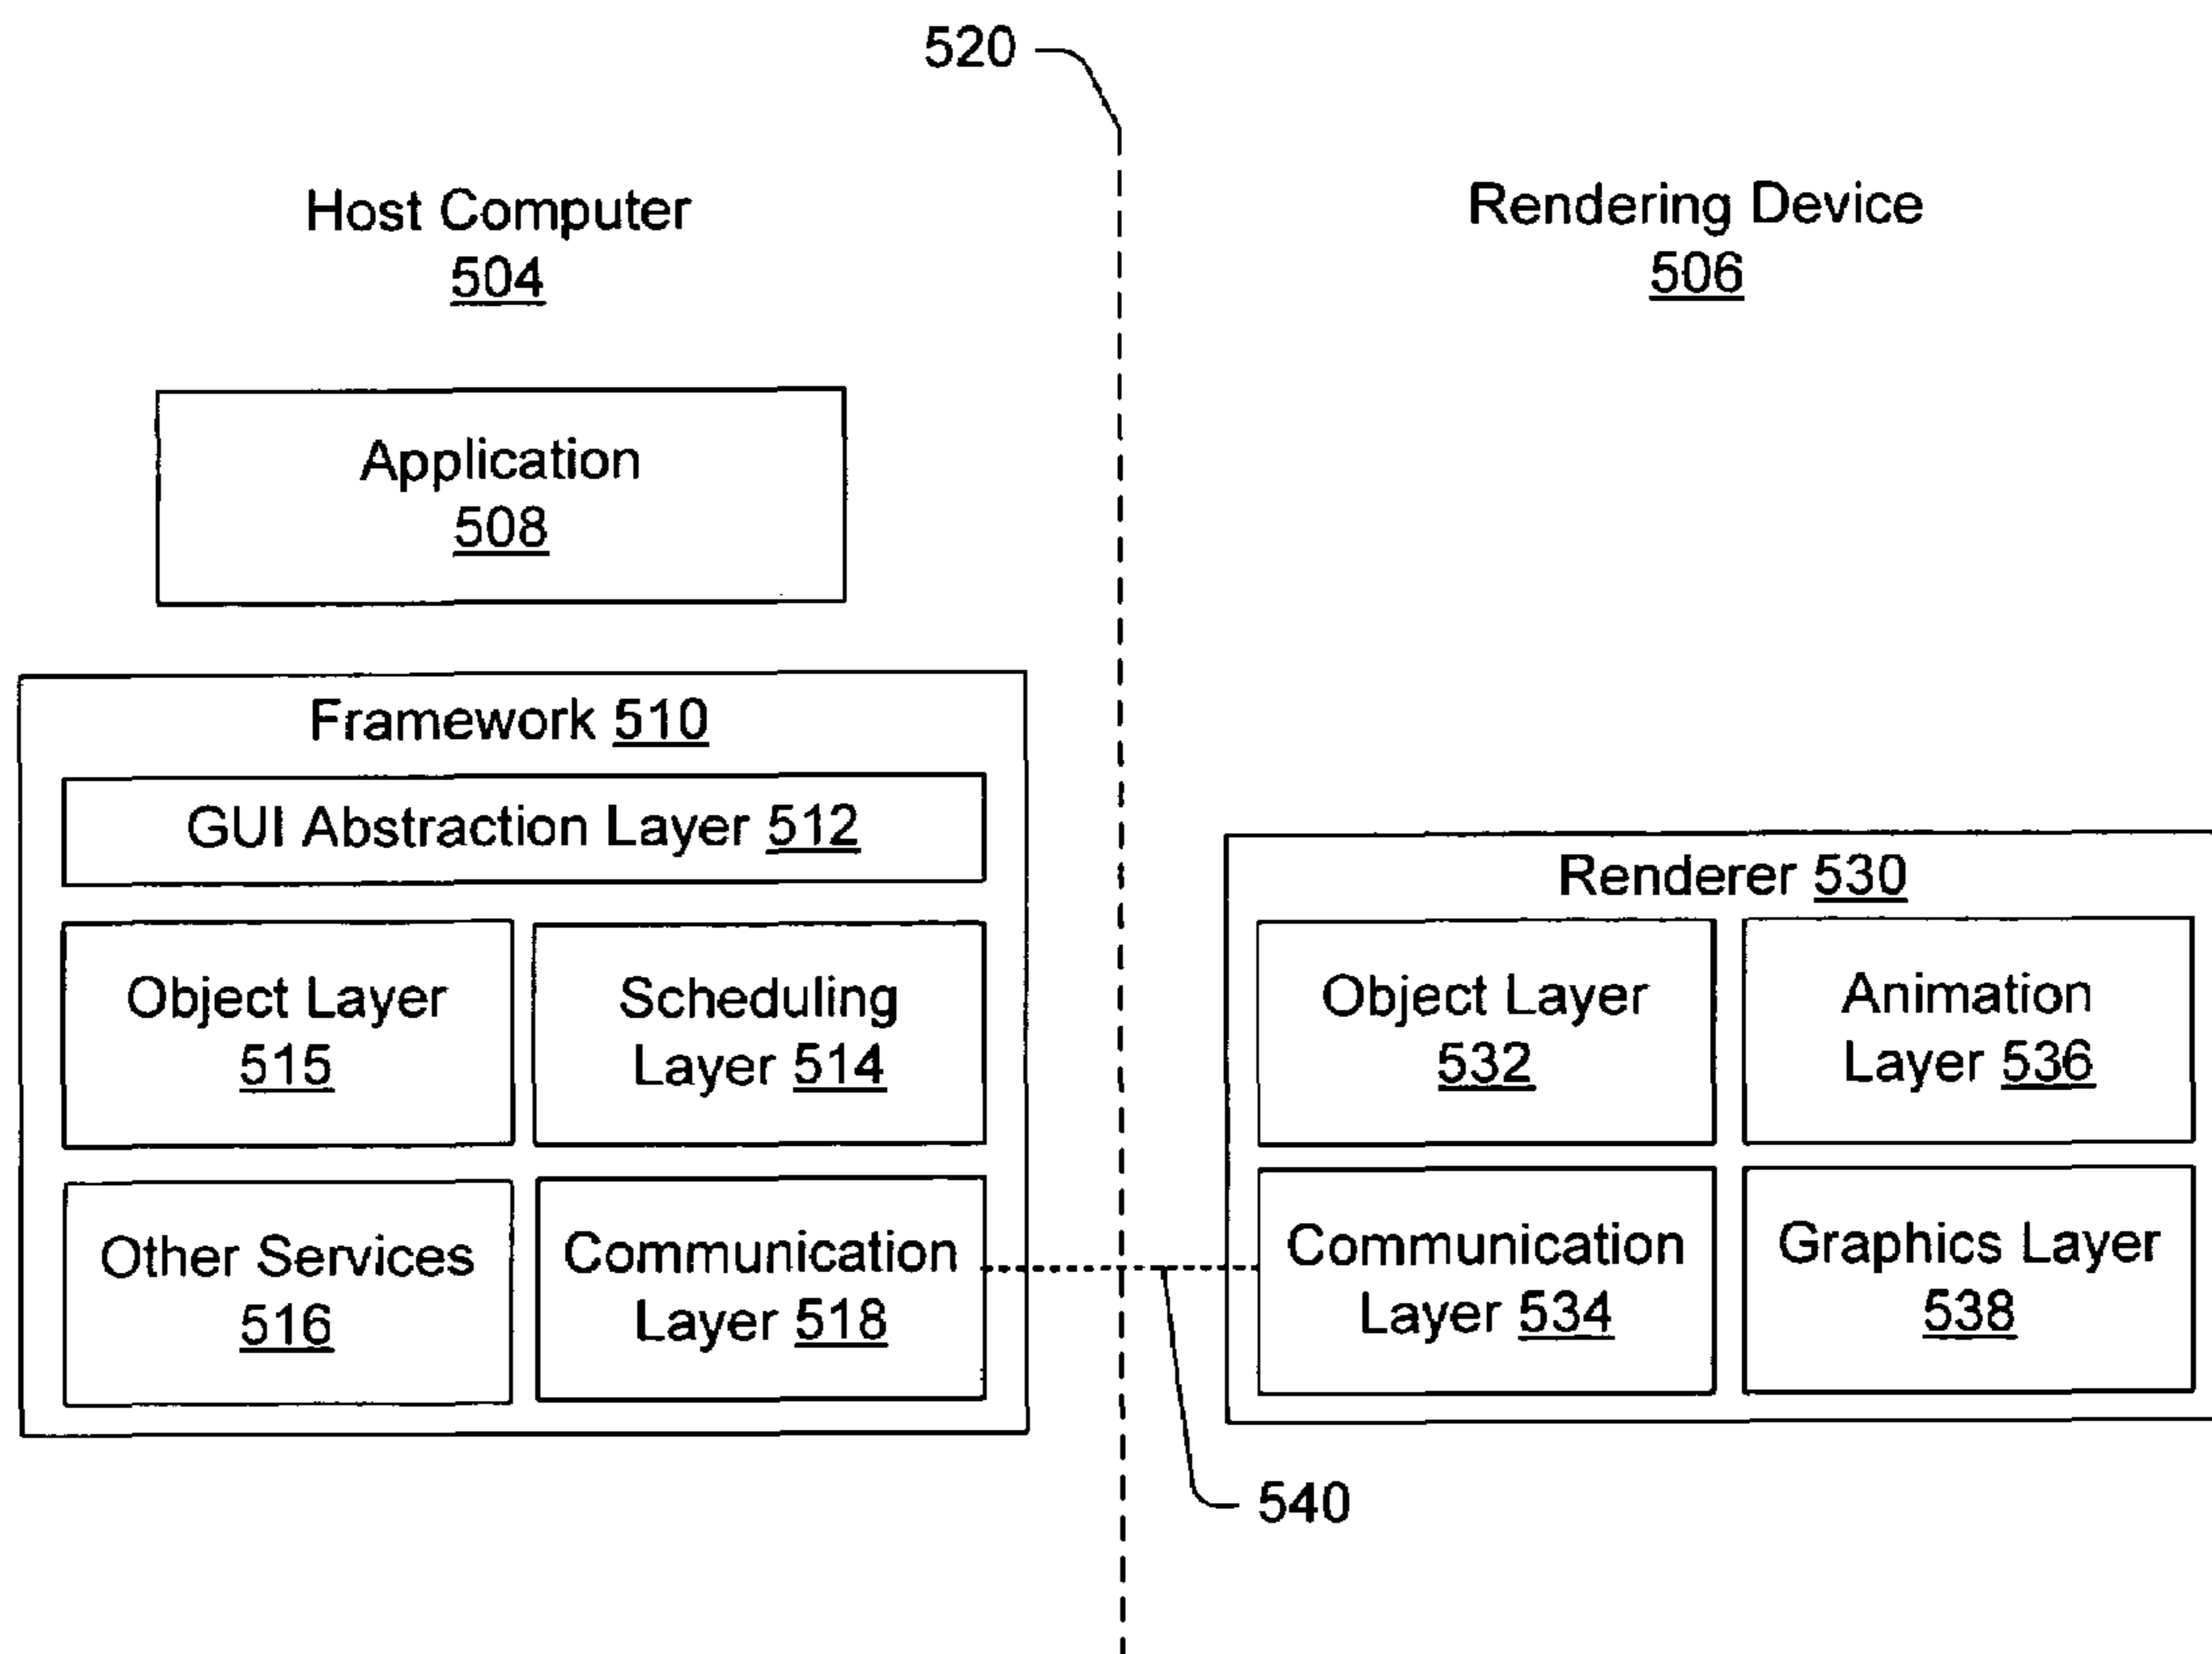 520
Host Computer
504
Rendering Device
506
Application
508
Framework 510
GUI Abstraction Layer 512
Object Layer
515
Scheduling
Layer 514
Other Services
516
Communication
Layer 518
Renderer 530
Object Layer
532
Animation
Layer 536
Communication
Layer 534
Graphics Layer
538
540